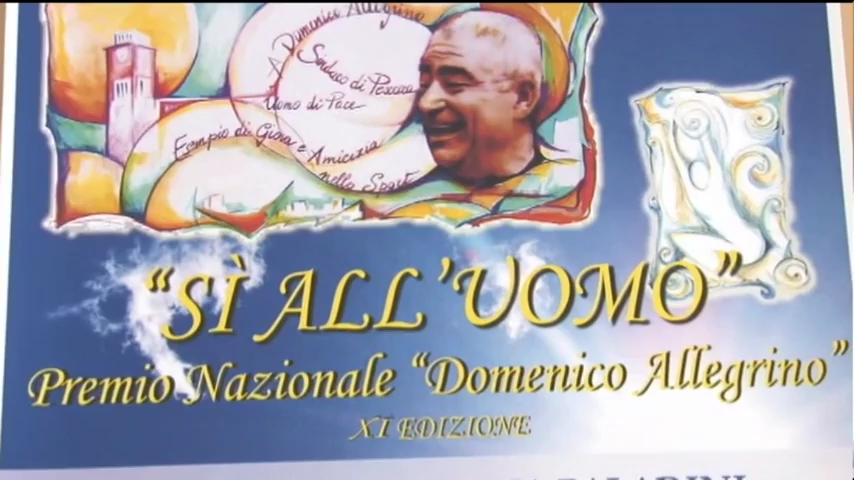 A Domenico Allegrino
Sindaco di Pescara
Uomo di Pace
Esempio di Gioia e Amicizia
nello Sport
"SÌ ALL'UOMO"
Premio Nazionale "Domenico Allegrino"
XI EDIZIONE